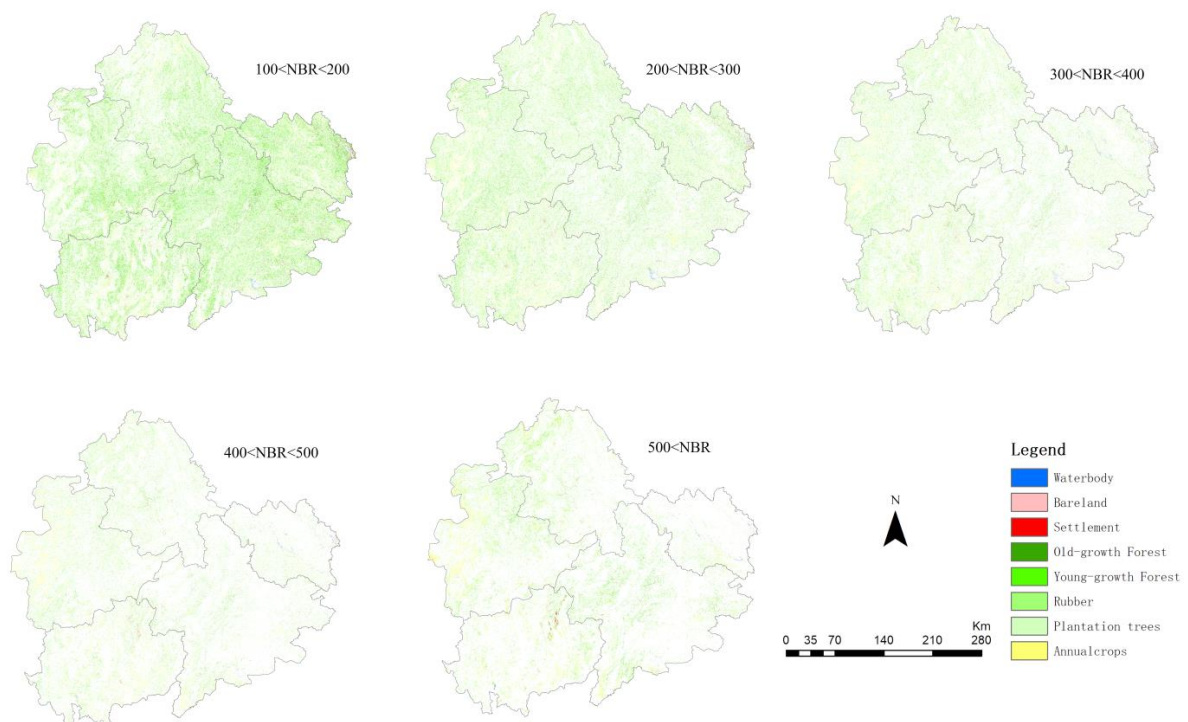 100<NBR<200
200<NBR<300
300<NBR<400
400<NBR<500
500<NBR
N
Km
0 35 70 140 210 280
Legend
Waterbody
Bareland
Settlement
Old-growth Forest
Young-growth Forest
Rubber
Plantation trees
Annualcrops